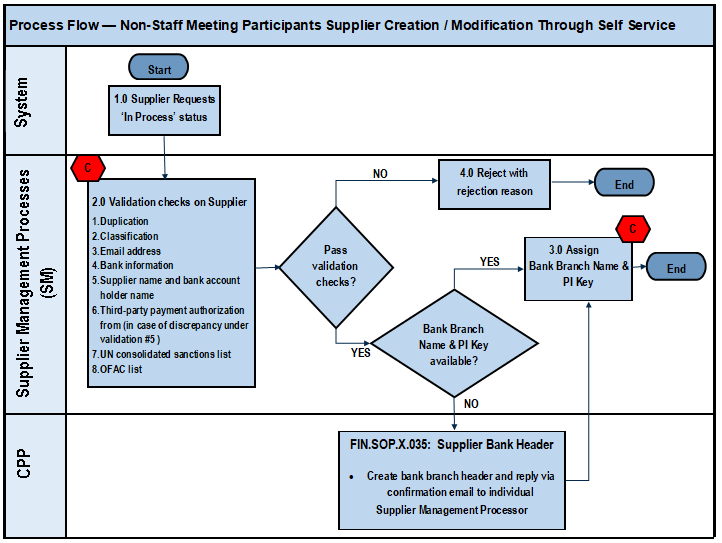 Process Flow — Non-Staff Meeting Participants Supplier Creation / Modification Through Self Service
System
Start
1.0 Supplier Requests
‘In Process’ status
Supplier Management Processes
(SM)
C
2.0 Validation checks on Supplier
1.Duplication
2.Classification
3.Email address
4.Bank information
5.Supplier name and bank account
holder name
6.Third-party payment authorization
from (in case of discrepancy under
validation #5 )
7.UN consolidated sanctions list
8.OFAC list
Pass
validation
checks?
NO
4.0 Reject with
rejection reason
End
YES
Bank Branch
Name & PI Key
available?
YES
C
3.0 Assign
Bank Branch Name &
PI Key
End
NO
CPP
FIN.SOP.X.035: Supplier Bank Header
• Create bank branch header and reply via
confirmation email to individual
Supplier Management Processor